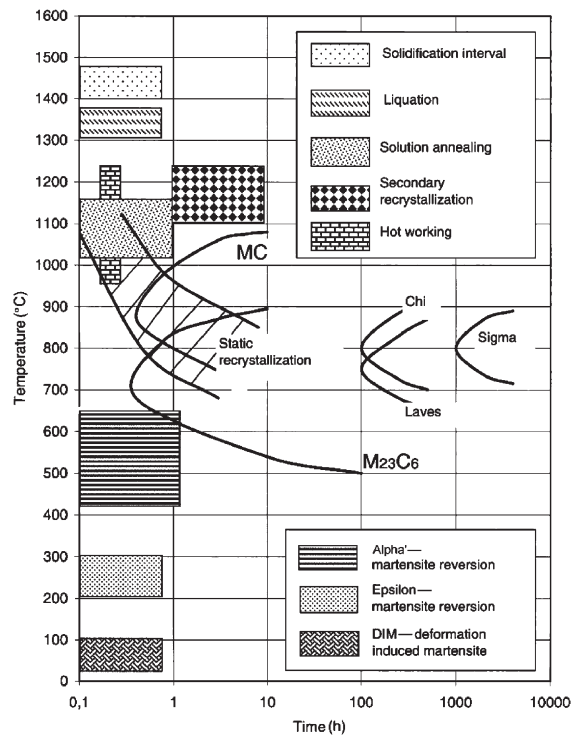 1600
1500
1400
1300
1200
1100
1000
900
800
700
600
500
400
300
200
100
0
Temperature (°C)
Solidification interval
Liquation
Solution annealing
Secondary
recrystallization
Hot working
MC
Static
recrystallization
Chi
Sigma
Laves
M23C6
Alpha'—
martensite reversion
Epsilon—
martensite reversion
DIM—deformation
induced martensite
0,1 1 10 100 1000 10000
Time (h)